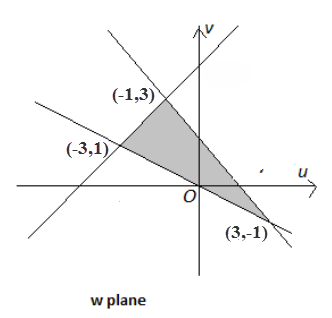 v
(-1,3)
(-3,1)
u
O
(3,-1)
w plane